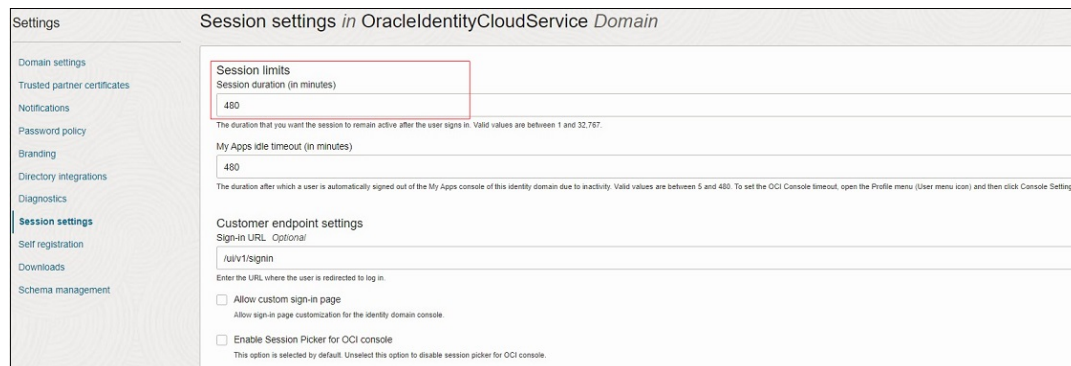 Settings
Session settings in OracleIdentityCloudService Domain
Domain settings
Trusted partner certificates
Notifications
Password policy
Branding
Directory integrations
Diagnostics
Session settings
Self registration
Downloads
Schema management
Session limits
Session duration (in minutes)
480
The duration that you want the session to remain active after the user signs in. Valid values are between 1 and 32,767.
My Apps idle timeout (in minutes)
480
The duration after which a user is automatically signed out of the My Apps console of this identity domain due to inactivity. Valid values are between 5 and 480. To set the OCI Console timeout, open the Profile menu (User menu icon) and then click Console Setting
Customer endpoint settings
Sign-in URL Optional
/ui/v1/signin
Enter the URL where the user is redirected to log in.
Allow custom sign-in page
Allow sign-in page customization for the identity domain console.
Enable Session Picker for OCI console
This option is selected by default. Unselect this option to disable session picker for OCI console.